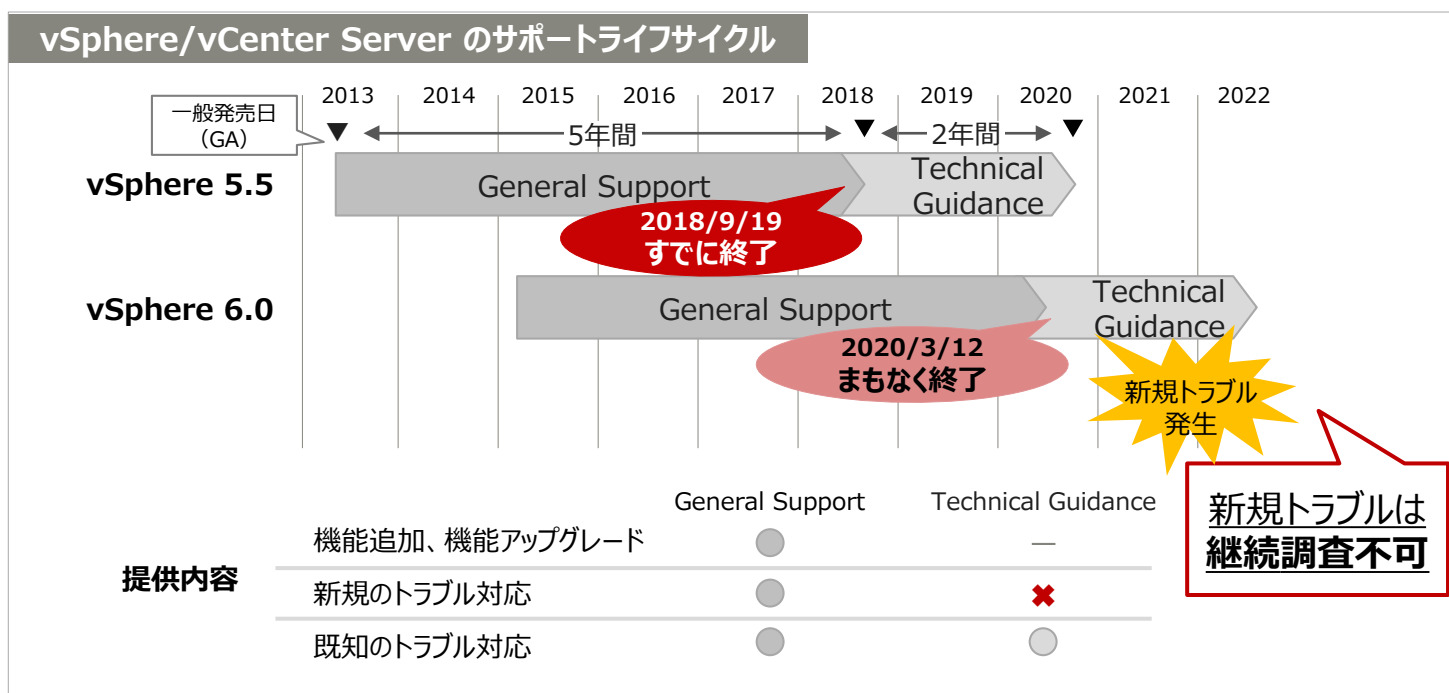 vSphere/vCenter Server のサポートライフサイクル
2013 2014 2015 2016 2017 2018 2019 2020 2021 2022
一般発売日
（GA）
5年間
2年間
vSphere 5.5
General Support
Technical
Guidance
2018/9/19
すでに終了
vSphere 6.0
General Support
Technical
Guidance
2020/3/12
まもなく終了
新規トラブル
発生
新規トラブルは
継続調査不可
General Support Technical Guidance
提供内容
機能追加、機能アップグレード
新規のトラブル対応
既知のトラブル対応